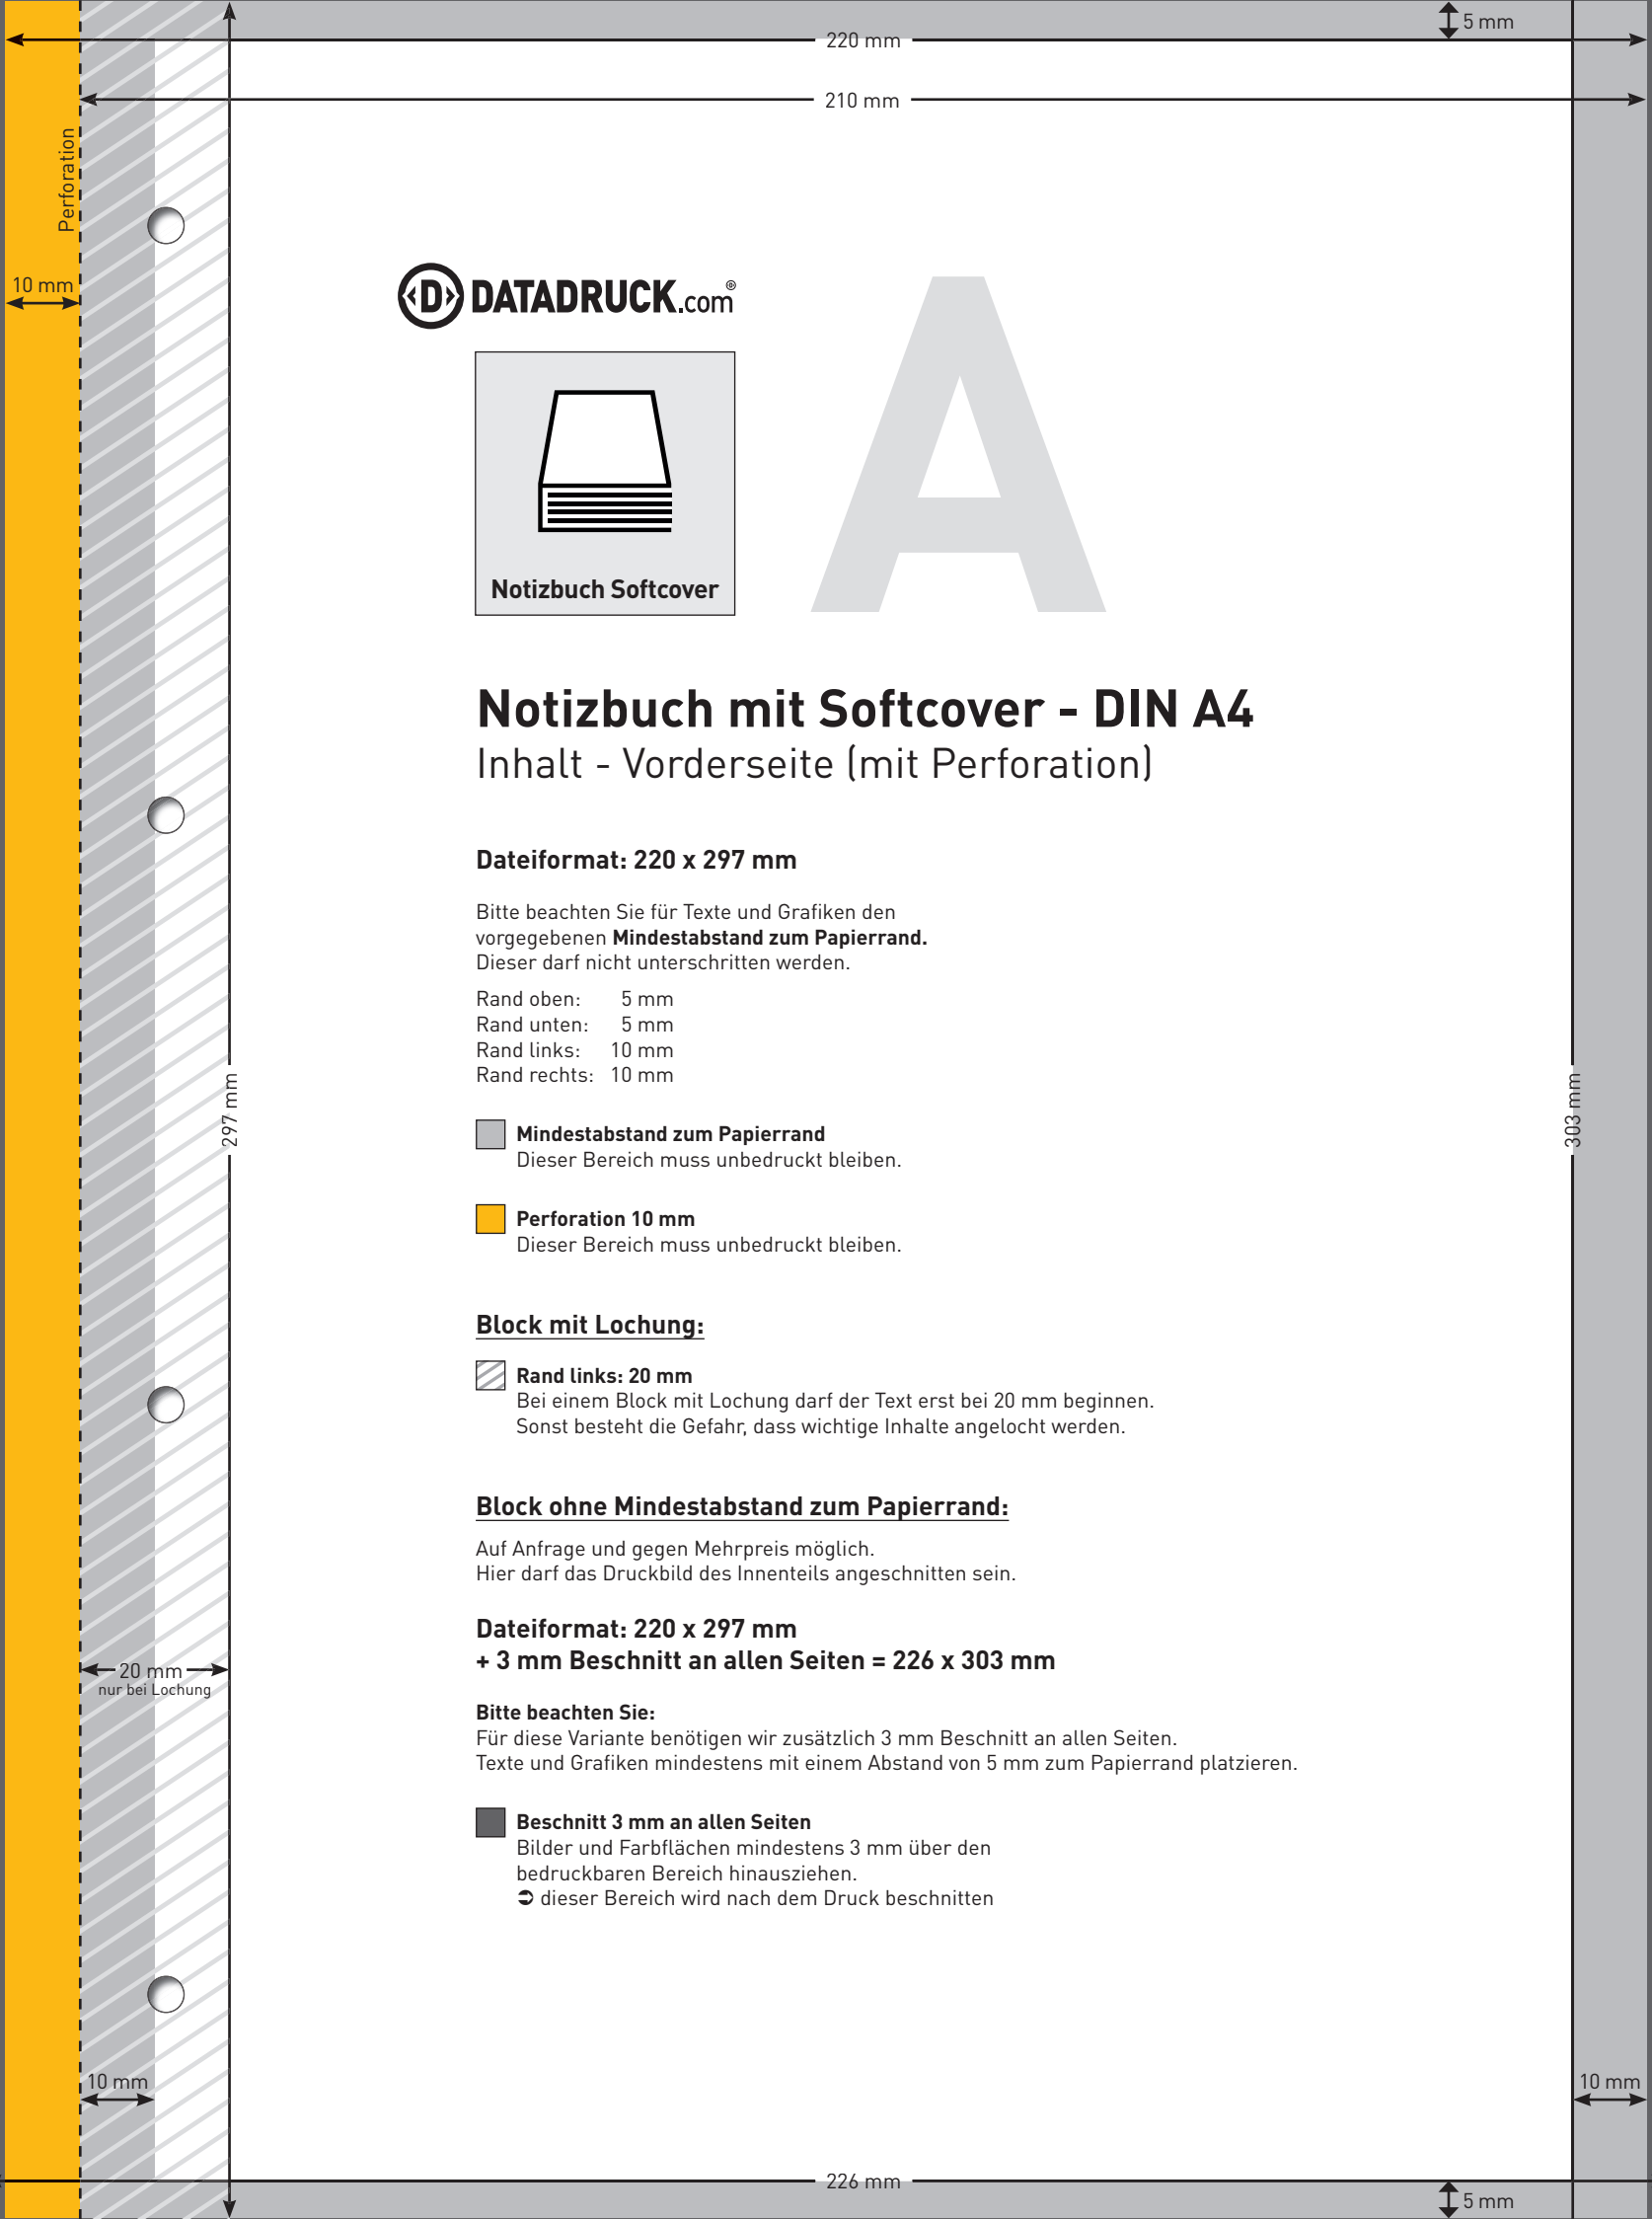 5 mm
220 mm
210 mm
Perforation
10 mm
D DATADRUCK.com®
A
Notizbuch Softcover
Notizbuch mit Softcover - DIN A4
Inhalt - Vorderseite (mit Perforation)
Dateiformat: 220 x 297 mm
Bitte beachten Sie für Texte und Grafiken den
vorgegebenen Mindestabstand zum Papierrand.
Dieser darf nicht unterschritten werden.
Rand oben: 5 mm
Rand unten: 5 mm
Rand links: 10 mm
Rand rechts: 10 mm
297 mm
303 mm
Mindestabstand zum Papierrand
Dieser Bereich muss unbedruckt bleiben.
Perforation 10 mm
Dieser Bereich muss unbedruckt bleiben.
Block mit Lochung:
Rand links: 20 mm
Bei einem Block mit Lochung darf der Text erst bei 20 mm beginnen.
Sonst besteht die Gefahr, dass wichtige Inhalte angelocht werden.
Block ohne Mindestabstand zum Papierrand:
Auf Anfrage und gegen Mehrpreis möglich.
Hier darf das Druckbild des Innenteils angeschnitten sein.
Dateiformat: 220 x 297 mm
+ 3 mm Beschnitt an allen Seiten = 226 x 303 mm
20 mm
nur bei Lochung
Bitte beachten Sie:
Für diese Variante benötigen wir zusätzlich 3 mm Beschnitt an allen Seiten.
Texte und Grafiken mindestens mit einem Abstand von 5 mm zum Papierrand platzieren.
Beschnitt 3 mm an allen Seiten
Bilder und Farbflächen mindestens 3 mm über den
bedruckbaren Bereich hinausziehen.
➲ dieser Bereich wird nach dem Druck beschnitten
10 mm
10 mm
226 mm
5 mm